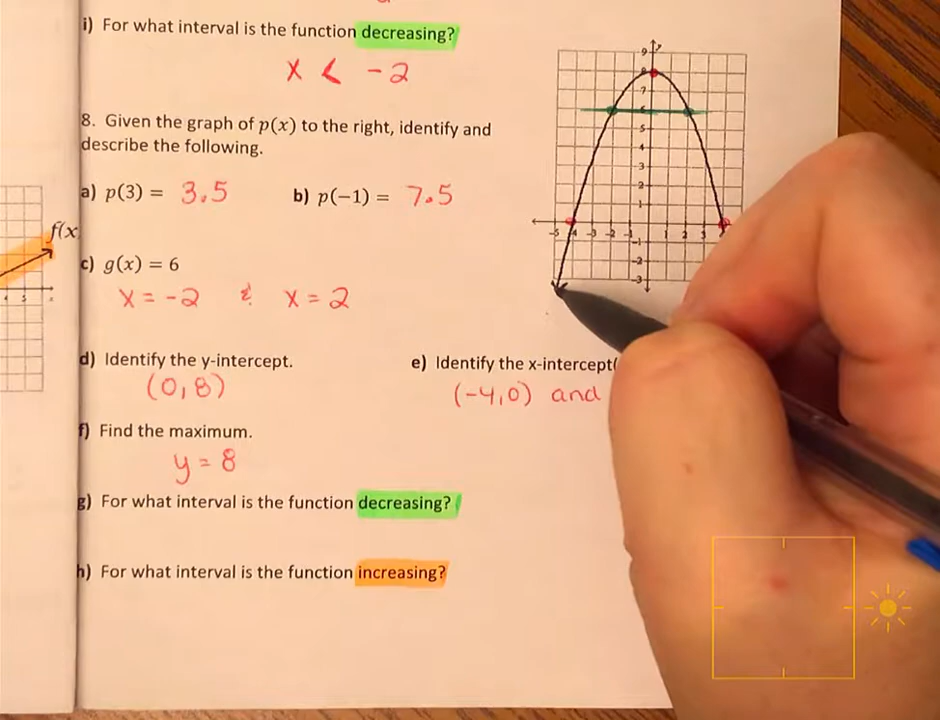 i) For what interval is the function decreasing?
x < -2
8. Given the graph of p(x) to the right, identify and
describe the following.
a) p(3) = 3.5 b) p(−1) = 7.5
f(x
c) g(x) = 6
x = -2 & x = 2
d) Identify the y-intercept. e) Identify the x-intercept(
(0,8) (-4,0) and
f) Find the maximum.
y = 8
g) For what interval is the function decreasing?
h) For what interval is the function increasing?